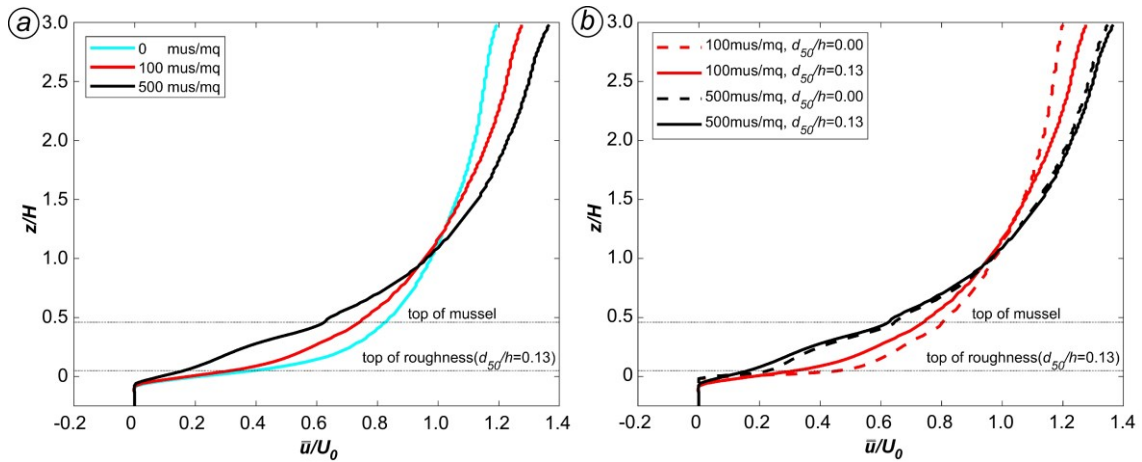 a
3.0
2.5
2.0
1.5
1.0
0.5
0
z/H
0 mus/mq
100 mus/mq
500 mus/mq
top of mussel
top of roughness(d50/h=0.13)
-0.2 0 0.2 0.4 0.6 0.8 1.0 1.2 1.4
ū/U0
b
3.0
2.5
2.0
1.5
1.0
0.5
0
z/H
100mus/mq, d50/h=0.00
100mus/mq, d50/h=0.13
500mus/mq, d50/h=0.00
500mus/mq, d50/h=0.13
top of mussel
top of roughness(d50/h=0.13)
-0.2 0 0.2 0.4 0.6 0.8 1.0 1.2 1.4
ū/U0